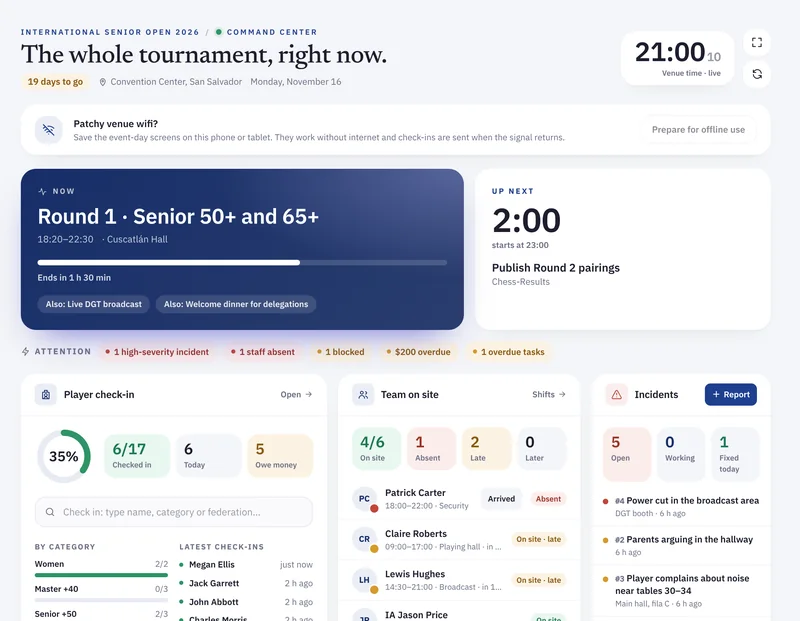 INTERNATIONAL SENIOR OPEN 2026 / COMMAND CENTER
The whole tournament, right now.
19 days to go
Convention Center, San Salvador
Monday, November 16
21:00 10
Venue time · live
Patchy venue wifi?
Save the event-day screens on this phone or tablet. They work without internet and check-ins are sent when the signal returns.
Prepare for offline use
NOW
Round 1 · Senior 50+ and 65+
18:20–22:30 · Cuscatlán Hall
Ends in 1 h 30 min
Also: Live DGT broadcast
Also: Welcome dinner for delegations
UP NEXT
2:00
starts at 23:00
Publish Round 2 pairings
Chess-Results
ATTENTION
1 high-severity incident
1 staff absent
1 blocked
$200 overdue
1 overdue tasks
Player check-in
Open →
35%
6/17
Checked in
6
Today
5
Owe money
Check in: type name, category or federation...
BY CATEGORY
Women 2/2
Master +40 0/3
Senior +50 2/3
LATEST CHECK-INS
Megan Ellis just now
Jack Garrett 2 h ago
John Abbott 2 h ago
Charles Morris 2 h ago
Team on site
Shifts →
4/6
On site
1
Absent
2
Late
0
Later
PC
Patrick Carter
18:00–22:00 · Security
Arrived
Absent
CR
Claire Roberts
09:00–17:00 · Playing hall · in ...
On site · late
LH
Lewis Hughes
14:30–21:00 · Broadcast · in 1...
On site · late
JP
IA Jason Price
On site
Incidents
+ Report
5
Open
0
Working
1
Fixed today
#4 Power cut in the broadcast area
DGT booth · 6 h ago
#2 Parents arguing in the hallway
6 h ago
#3 Player complains about noise
near tables 30–34
Main hall, fila C · 6 h ago